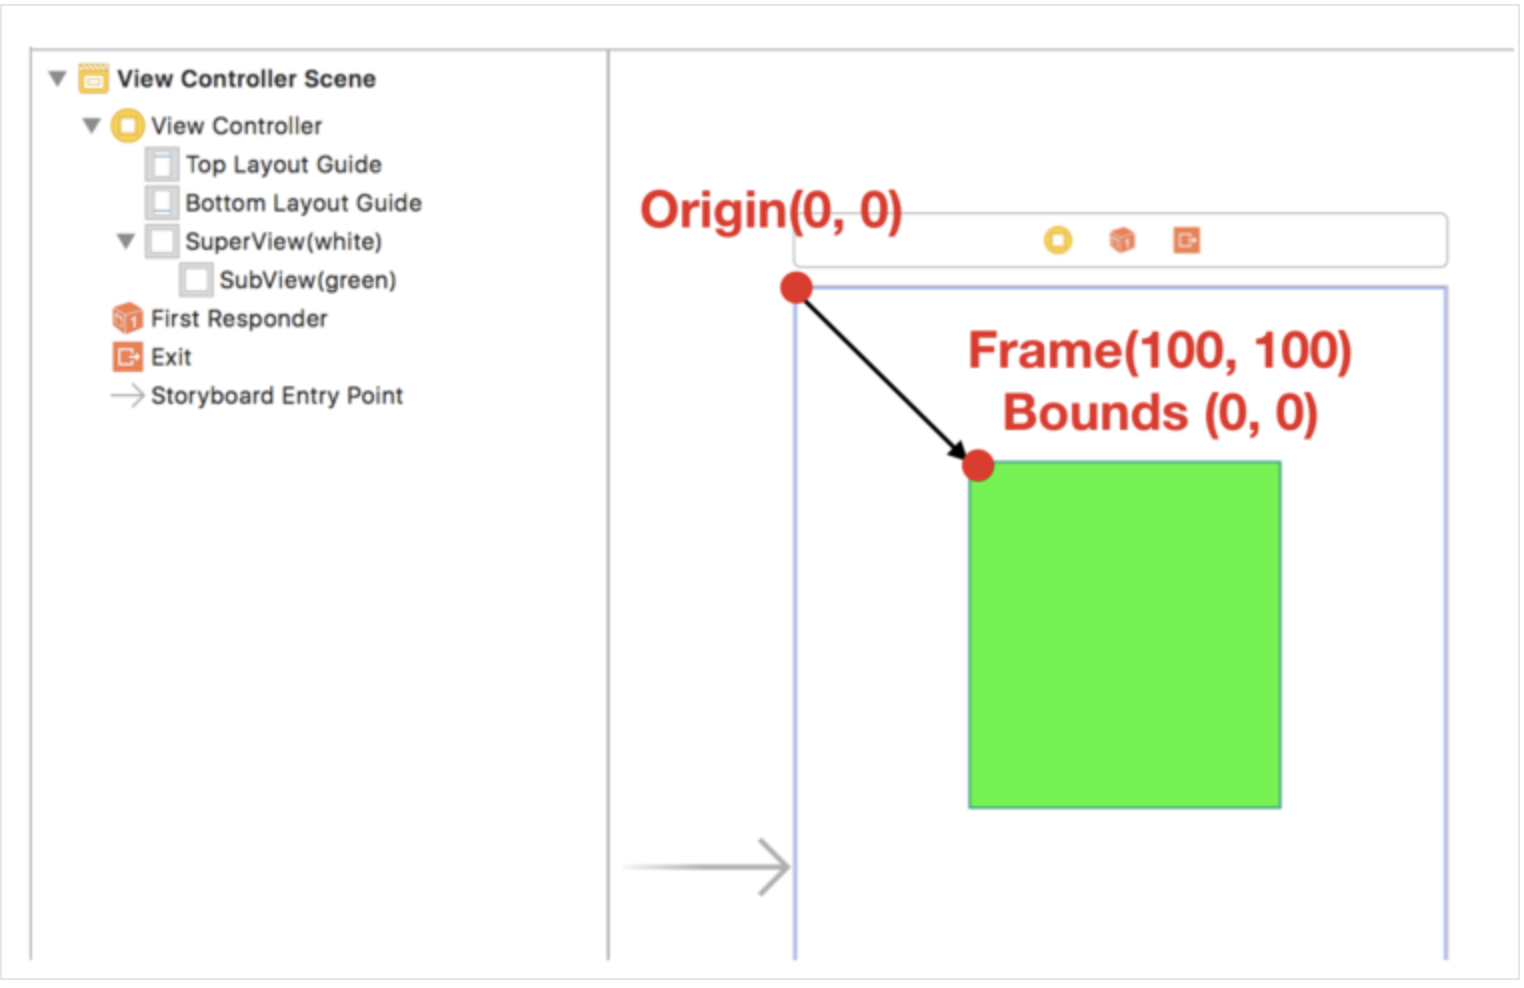 View Controller Scene
View Controller
Top Layout Guide
Bottom Layout Guide
SuperView(white)
SubView(green)
First Responder
Exit
Storyboard Entry Point
Origin(0, 0)
Frame(100, 100)
Bounds (0, 0)